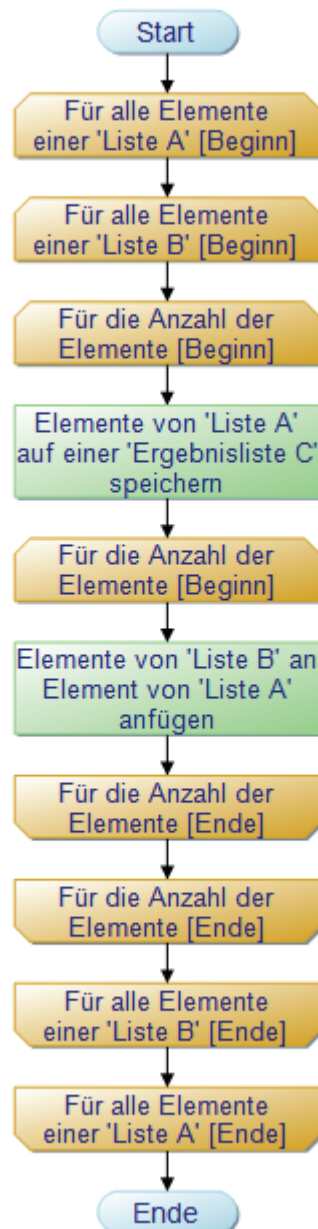 Start
Für alle Elemente
einer 'Liste A' [Beginn]
Für alle Elemente
einer 'Liste B' [Beginn]
Für die Anzahl der
Elemente [Beginn]
Elemente von 'Liste A'
auf einer 'Ergebnisliste C'
speichern
Für die Anzahl der
Elemente [Beginn]
Elemente von 'Liste B' an
Element von 'Liste A'
anfügen
Für die Anzahl der
Elemente [Ende]
Für die Anzahl der
Elemente [Ende]
Für alle Elemente
einer 'Liste B' [Ende]
Für alle Elemente
einer 'Liste A' [Ende]
Ende